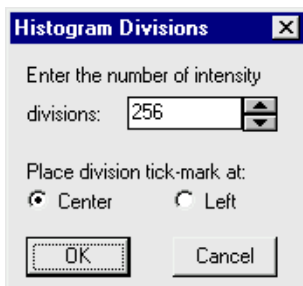 Histogram Divisions
Enter the number of intensity
divisions: 256
Place division tick-mark at:
Center Left
OK Cancel